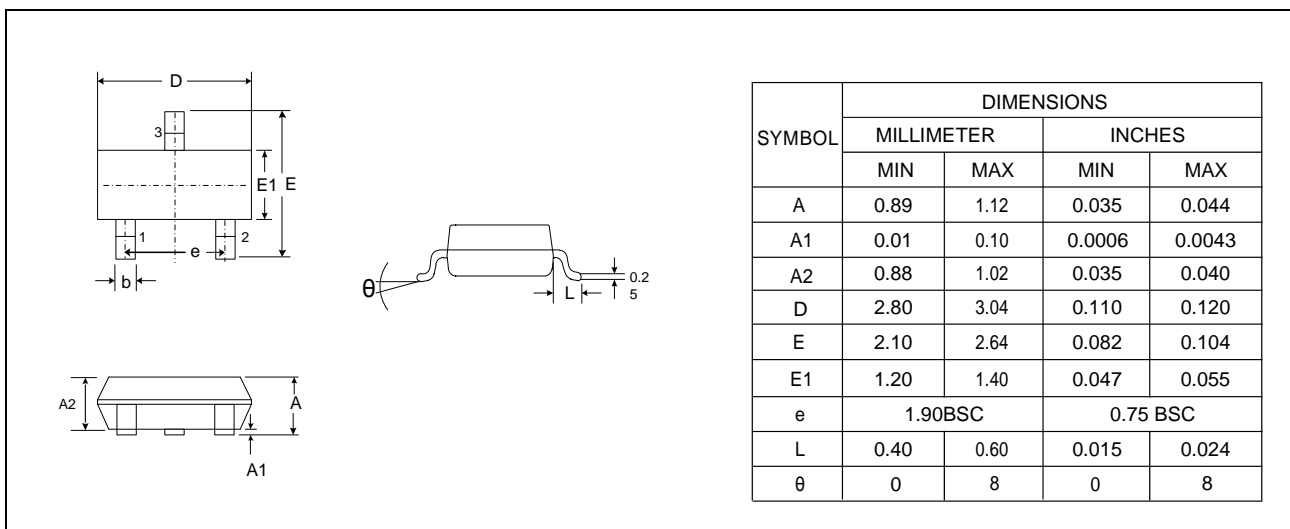 D
3
E1
E
1
e
2
b
θ
L
0.2
5
A2
A
A1
DIMENSIONS
SYMBOL MILLIMETER INCHES
MIN MAX MIN MAX
A 0.89 1.12 0.035 0.044
A1 0.01 0.10 0.0006 0.0043
A2 0.88 1.02 0.035 0.040
D 2.80 3.04 0.110 0.120
E 2.10 2.64 0.082 0.104
E1 1.20 1.40 0.047 0.055
e 1.90BSC 0.75 BSC
L 0.40 0.60 0.015 0.024
θ 0 8 0 8